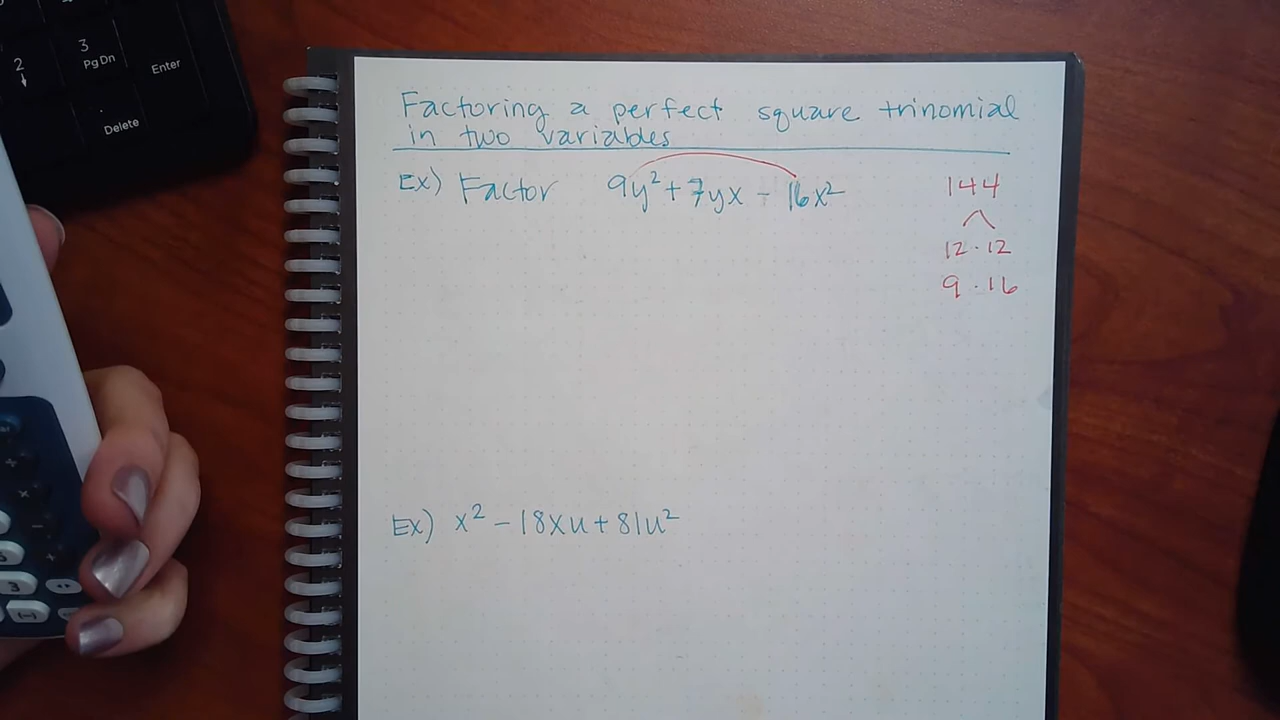 Factoring a perfect square trinomial
in two variables
Ex) Factor 9y² + 7yx - 16x²
144
12 · 12
9 · 16
Ex) x² - 18xu + 81u²
2
3
PgDn
Enter
Delete